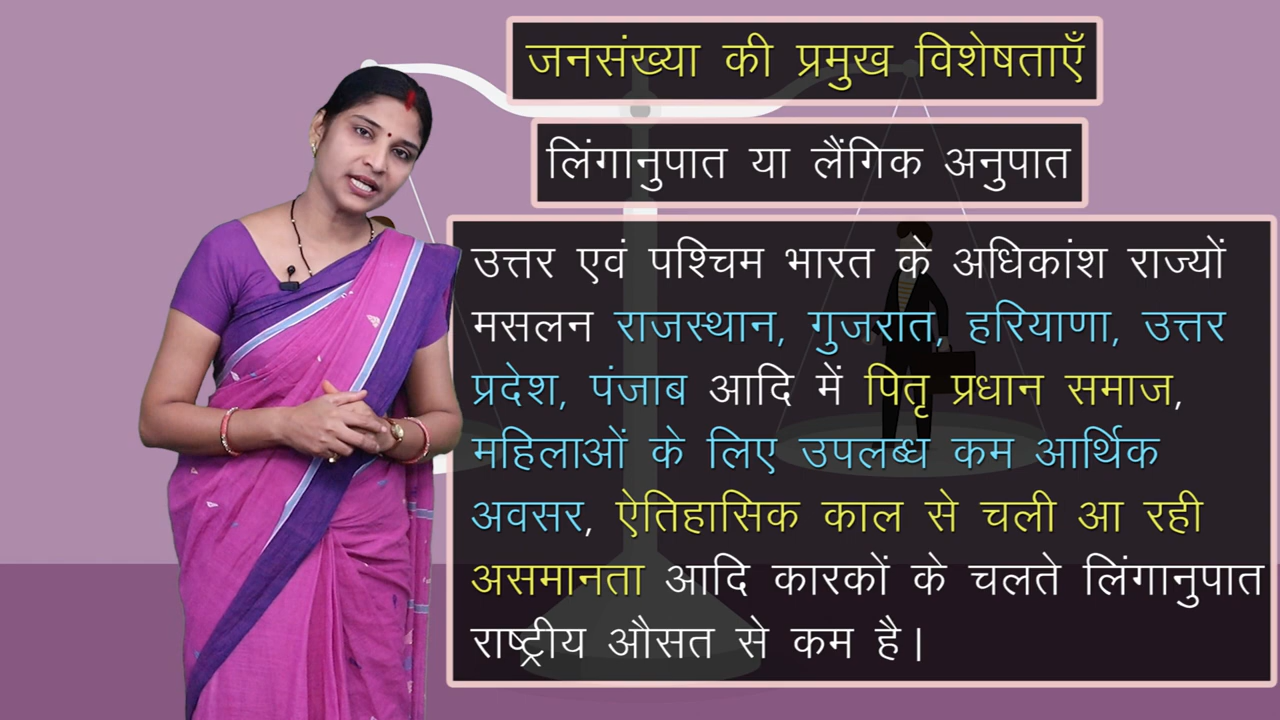 जनसंख्या की प्रमुख विशेषताएँ
लिंगानुपात या लैंगिक अनुपात
उत्तर एवं पश्चिम भारत के अधिकांश राज्यों
मसलन राजस्थान, गुजरात, हरियाणा, उत्तर
प्रदेश, पंजाब आदि में पितृ प्रधान समाज,
महिलाओं के लिए उपलब्ध कम आर्थिक
अवसर, ऐतिहासिक काल से चली आ रही
असमानता आदि कारकों के चलते लिंगानुपात
राष्ट्रीय औसत से कम है|